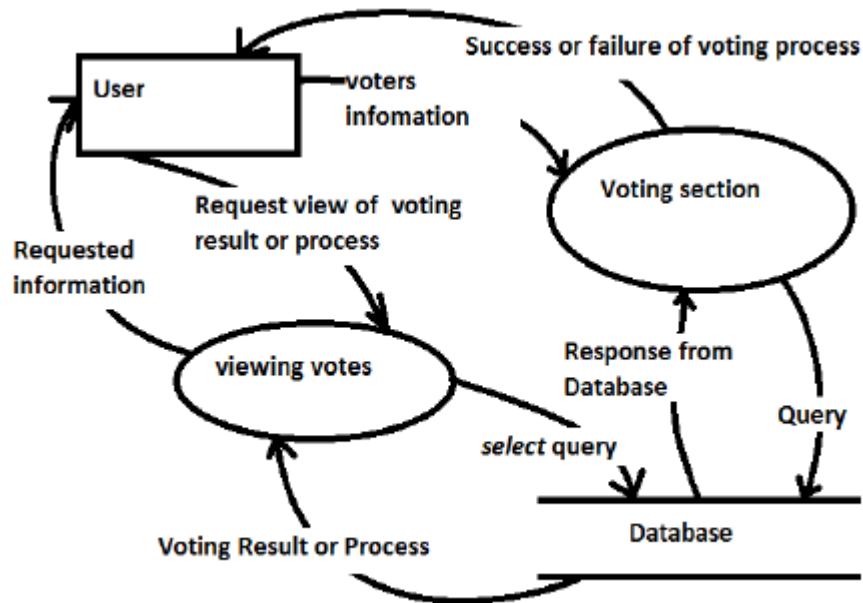 Success or failure of voting process
User
voters
infomation
Voting section
Request view of voting
result or process
Requested
information
viewing votes
Response from
Database
Query
select query
Database
Voting Result or Process